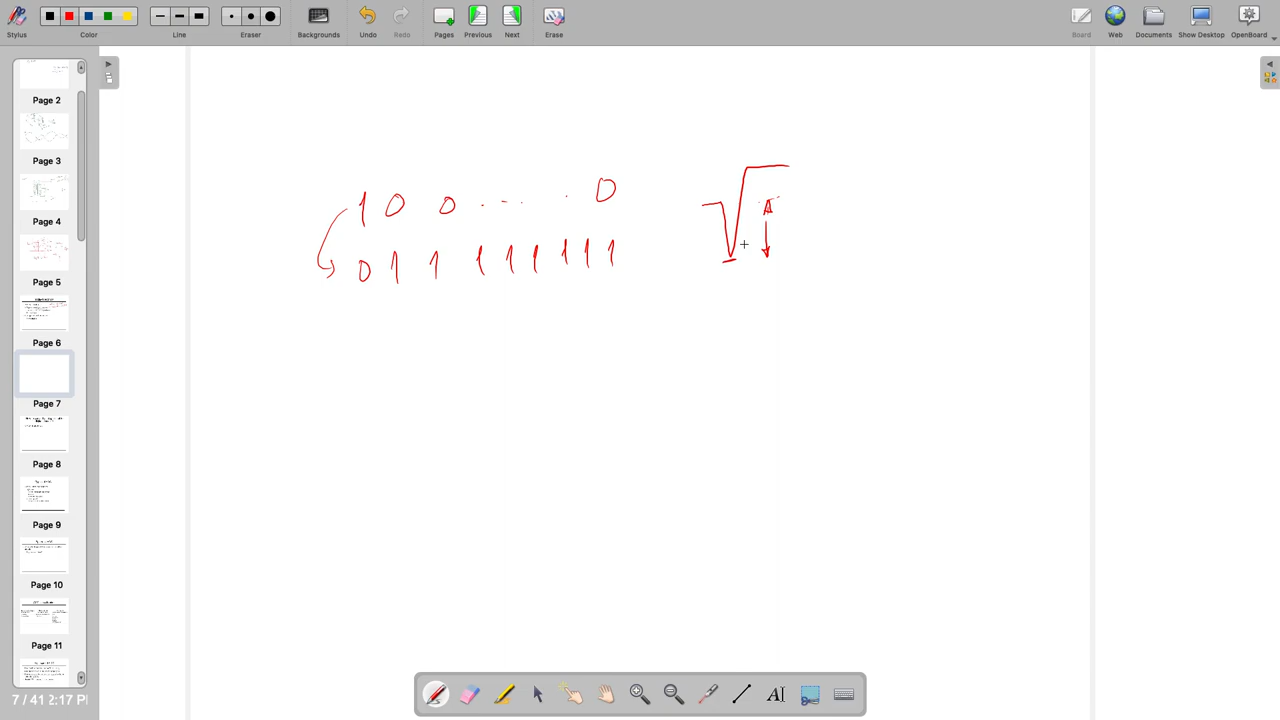 Stylus
Color
Line
Eraser
Backgrounds
Undo
Redo
Pages
Previous
Next
Erase
Board
Web
Documents
Show Desktop
OpenBoard
Page 2
Page 3
Page 4
Page 5
Page 6
Page 7
Page 8
Page 9
Page 10
Page 11
7 / 41 2:17 P
1 0 0 . . . . 0
0 1 1 1 1 1 1 1 1